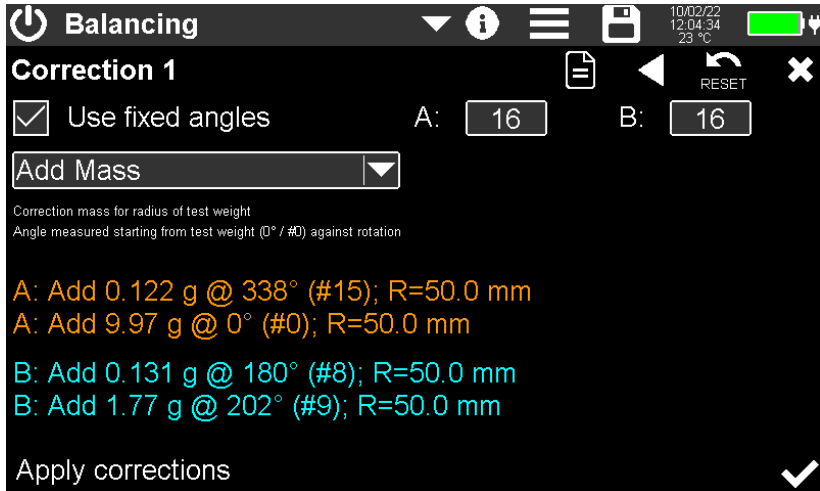 Balancing
10/02/22
12:04:34
23 °C
Correction 1
RESET
Use fixed angles A: 16 B: 16
Add Mass
Correction mass for radius of test weight
Angle measured starting from test weight (0° / #0) against rotation
A: Add 0.122 g @ 338° (#15); R=50.0 mm
A: Add 9.97 g @ 0° (#0); R=50.0 mm
B: Add 0.131 g @ 180° (#8); R=50.0 mm
B: Add 1.77 g @ 202° (#9); R=50.0 mm
Apply corrections